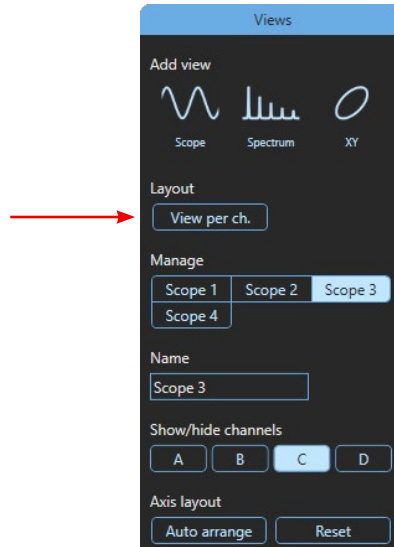 Views
Add view
Scope Spectrum XY
Layout
View per ch.
Manage
Scope 1 Scope 2 Scope 3
Scope 4
Name
Scope 3
Show/hide channels
A B C D
Axis layout
Auto arrange Reset